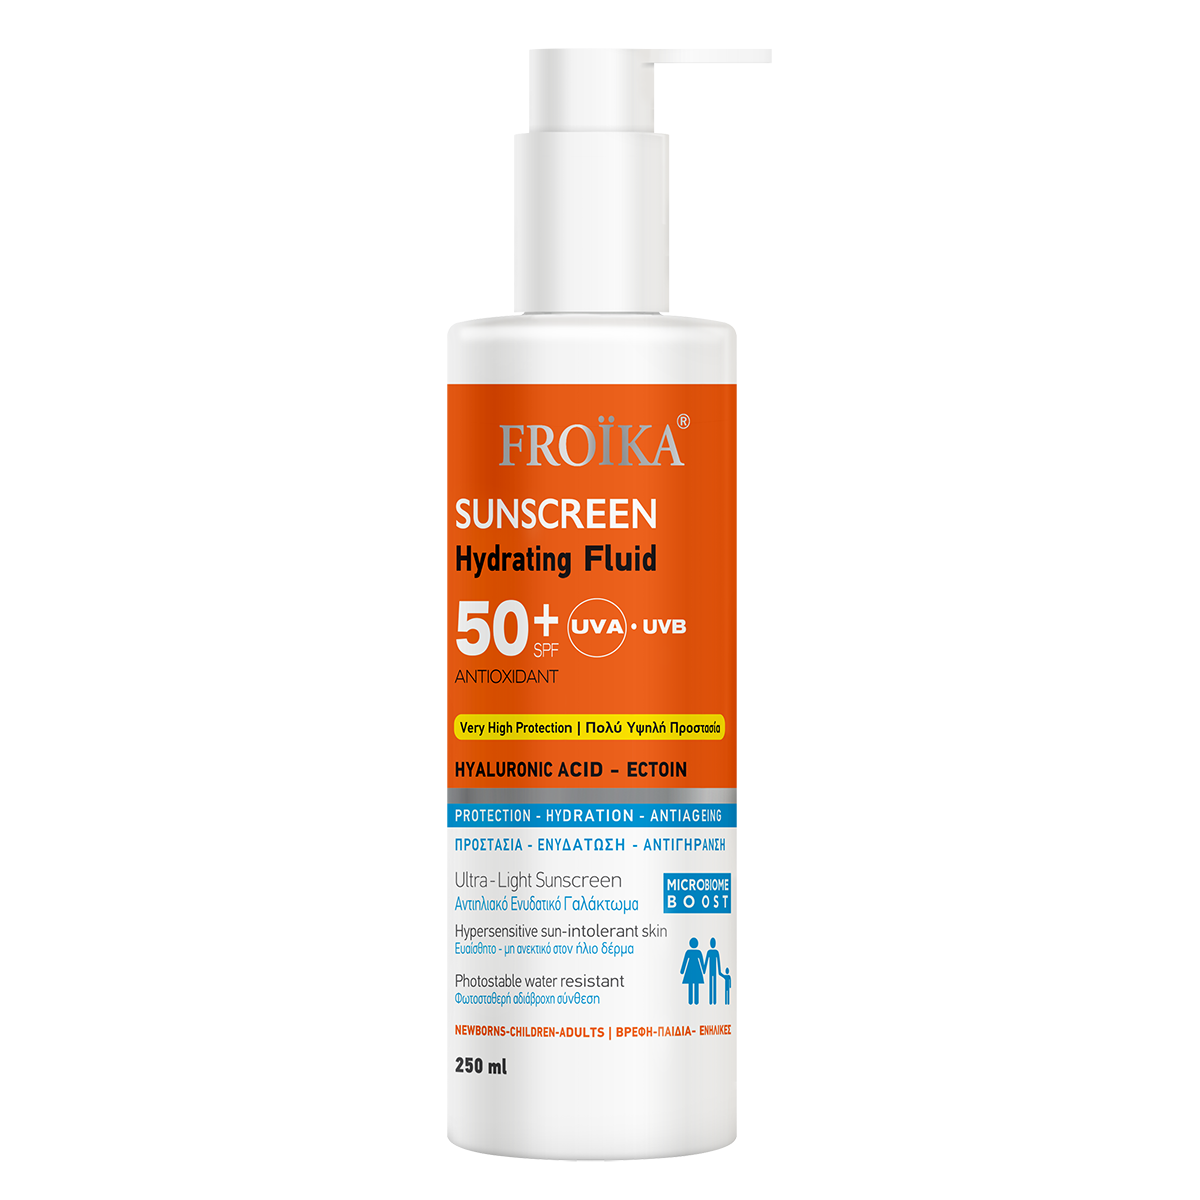 FROÏKA®
SUNSCREEN
Hydrating Fluid
50+ SPF UVA • UVB
ANTIOXIDANT
Very High Protection | Πολύ Υψηλή Προστασία
HYALURONIC ACID - ECTOIN
PROTECTION - HYDRATION - ANTIAGEING
ΠΡΟΣΤΑΣΙΑ - ΕΝΥΔΑΤΩΣΗ - ΑΝΤΙΓΗΡΑΝΣΗ
Ultra-Light Sunscreen
Αντιηλιακό Ενυδατικό Γαλάκτωμα
MICROBIOME
BOOST
Hypersensitive sun-intolerant skin
Ευαίσθητο - μη ανεκτικό στον ήλιο δέρμα
Photostable water resistant
Φωτοσταθερή αδιάβροχη σύνθεση
NEWBORNS-CHILDREN-ADULTS | ΒΡΕΦΗ-ΠΑΙΔΙΑ- ΕΝΗΛΙΚΕΣ
250 ml